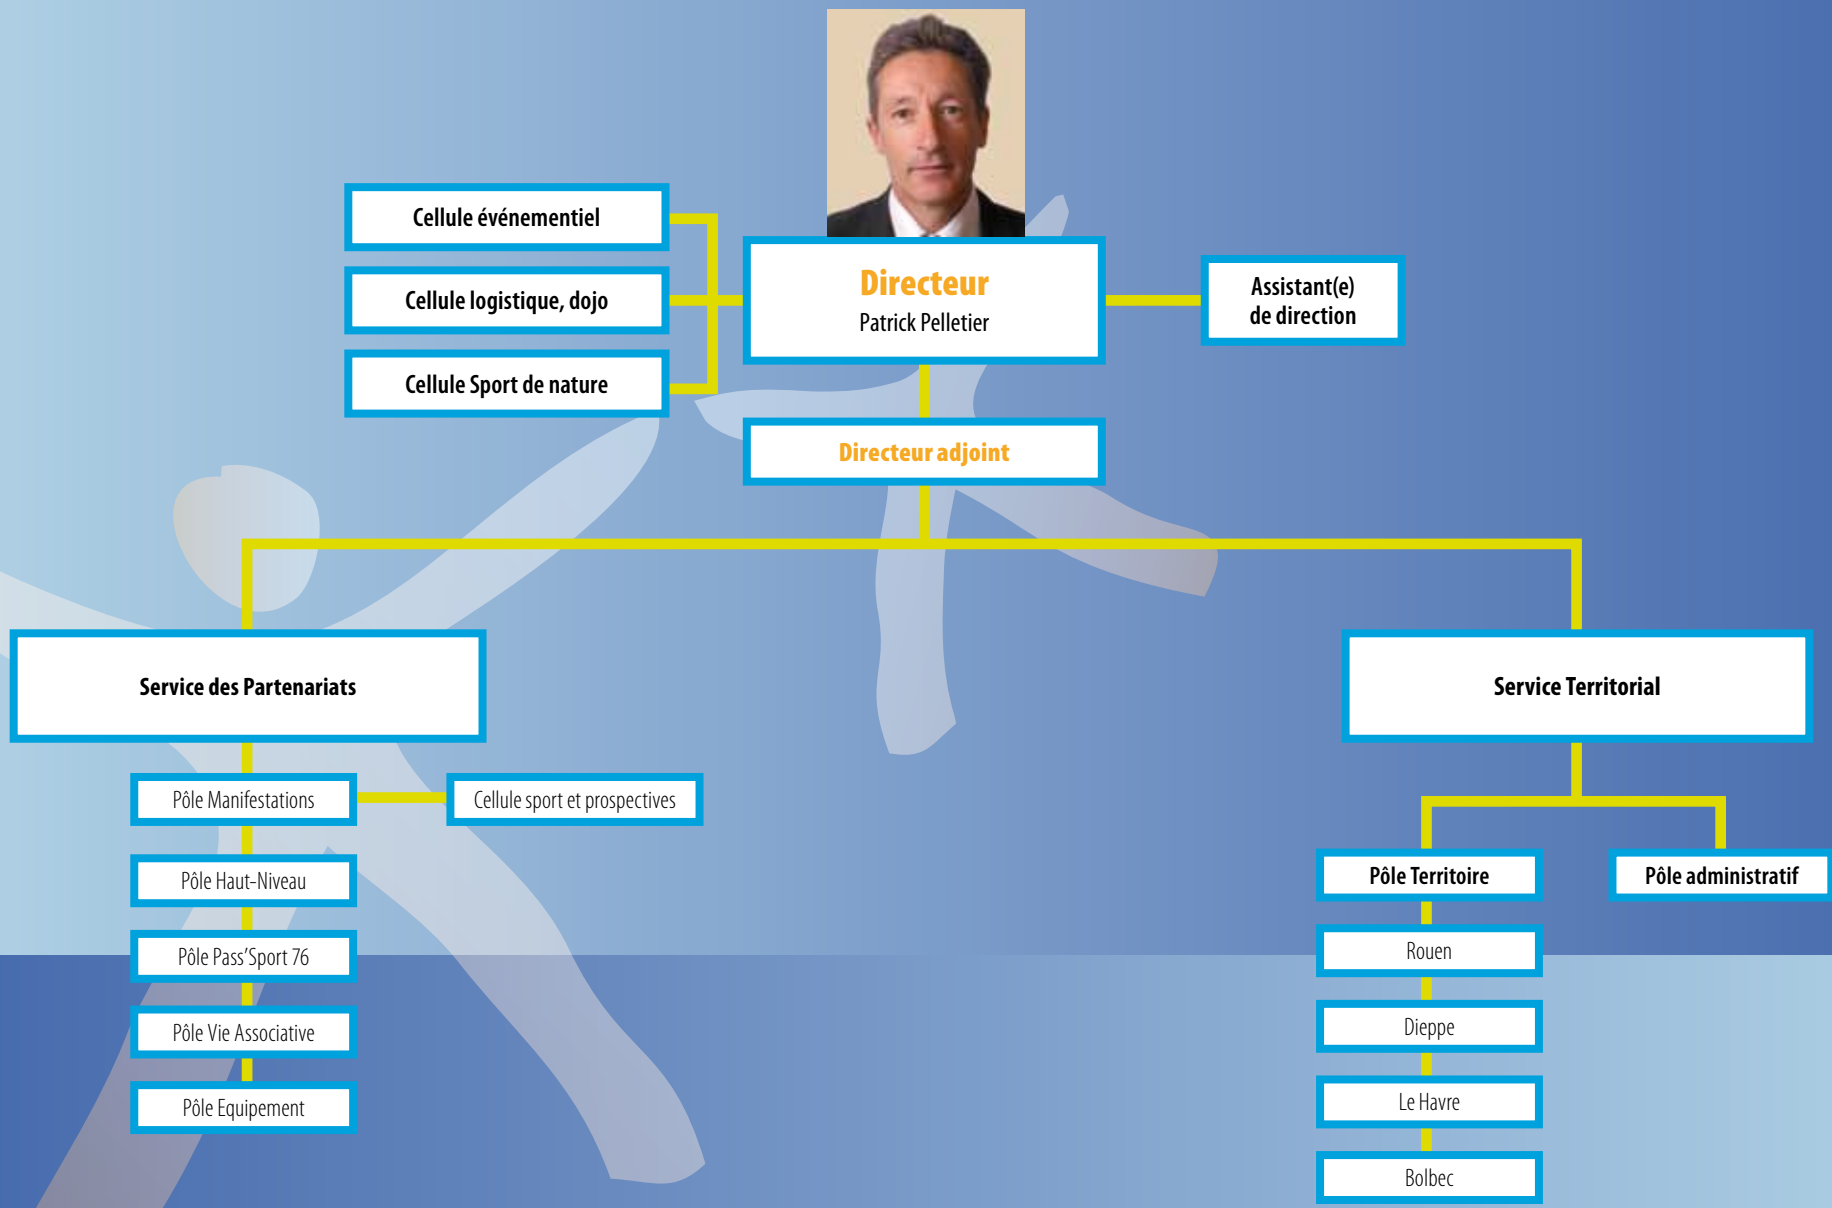 Cellule événementiel
Cellule logistique, dojo
Cellule Sport de nature
Directeur
Patrick Pelletier
Assistant(e)
de direction
Directeur adjoint
Service des Partenariats
Pôle Manifestations
Cellule sport et prospectives
Pôle Haut-Niveau
Pôle Pass’Sport 76
Pôle Vie Associative
Pôle Equipement
Service Territorial
Pôle Territoire
Pôle administratif
Rouen
Dieppe
Le Havre
Bolbec